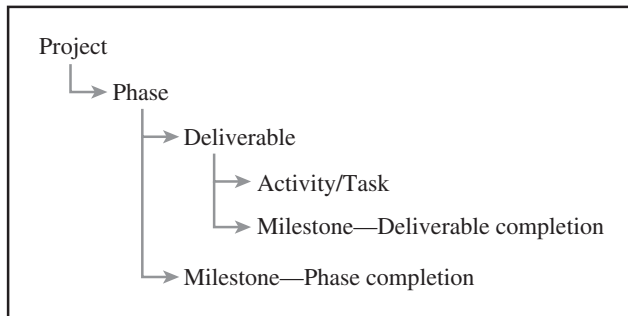 Project
Phase
Deliverable
Activity/Task
Milestone—Deliverable completion
Milestone—Phase completion